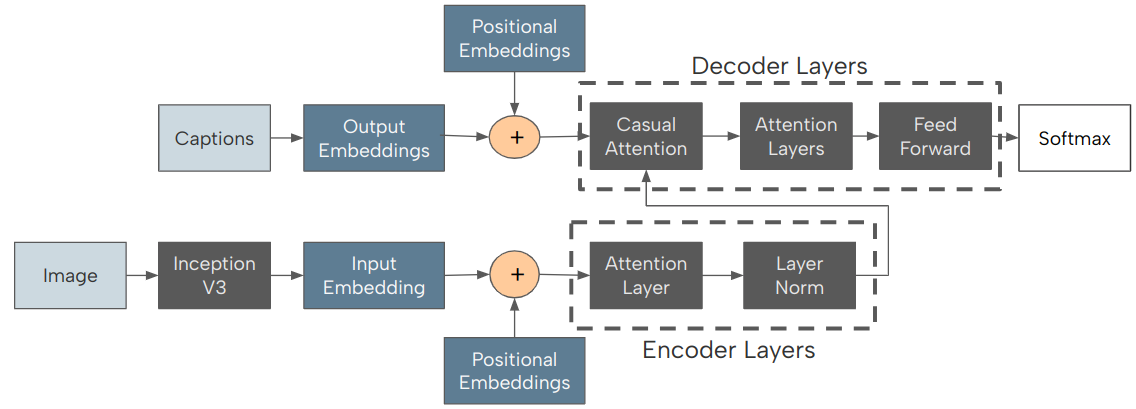 Positional
Embeddings
Decoder Layers
Captions
Output
Embeddings
+
Casual
Attention
Attention
Layers
Feed
Forward
Softmax
Image
Inception
V3
Input
Embedding
+
Attention
Layer
Layer
Norm
Encoder Layers
Positional
Embeddings